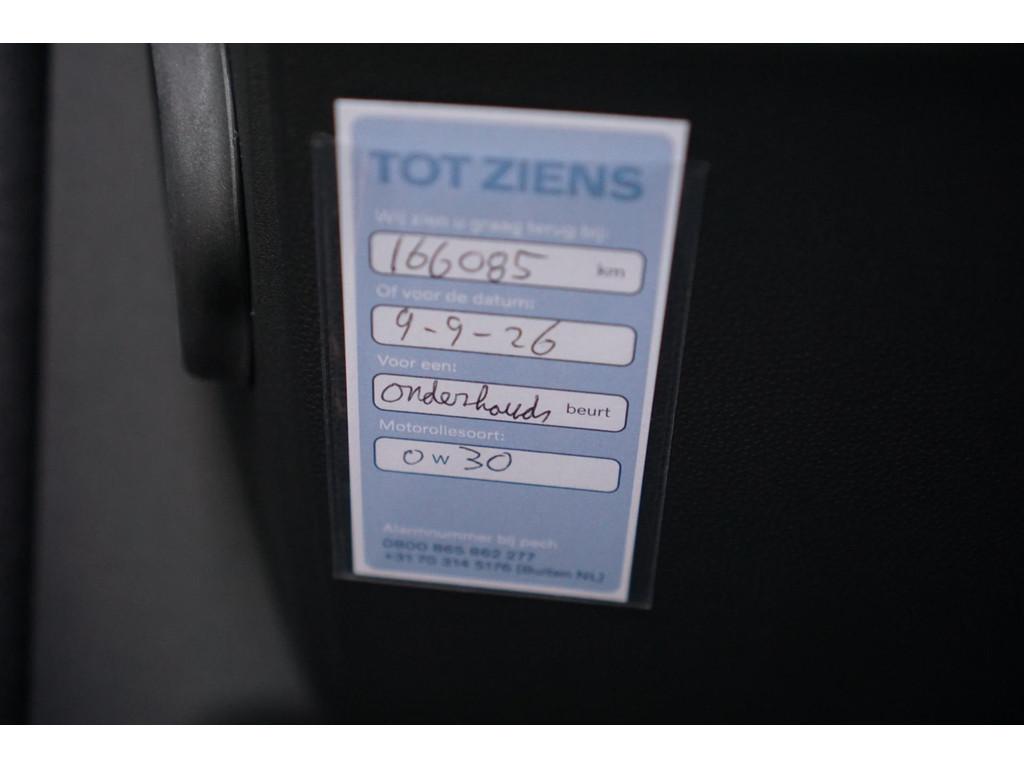 TOT ZIENS
Wij zien u graag terug bij:
166085 km
Of voor de datum:
9-9-26
Voor een:
onderhouds beurt
Motoroliesoort:
0W30
Alarmnummer bij pech
0800 865 862 277
+31 70 314 5176 (Buiten NL)